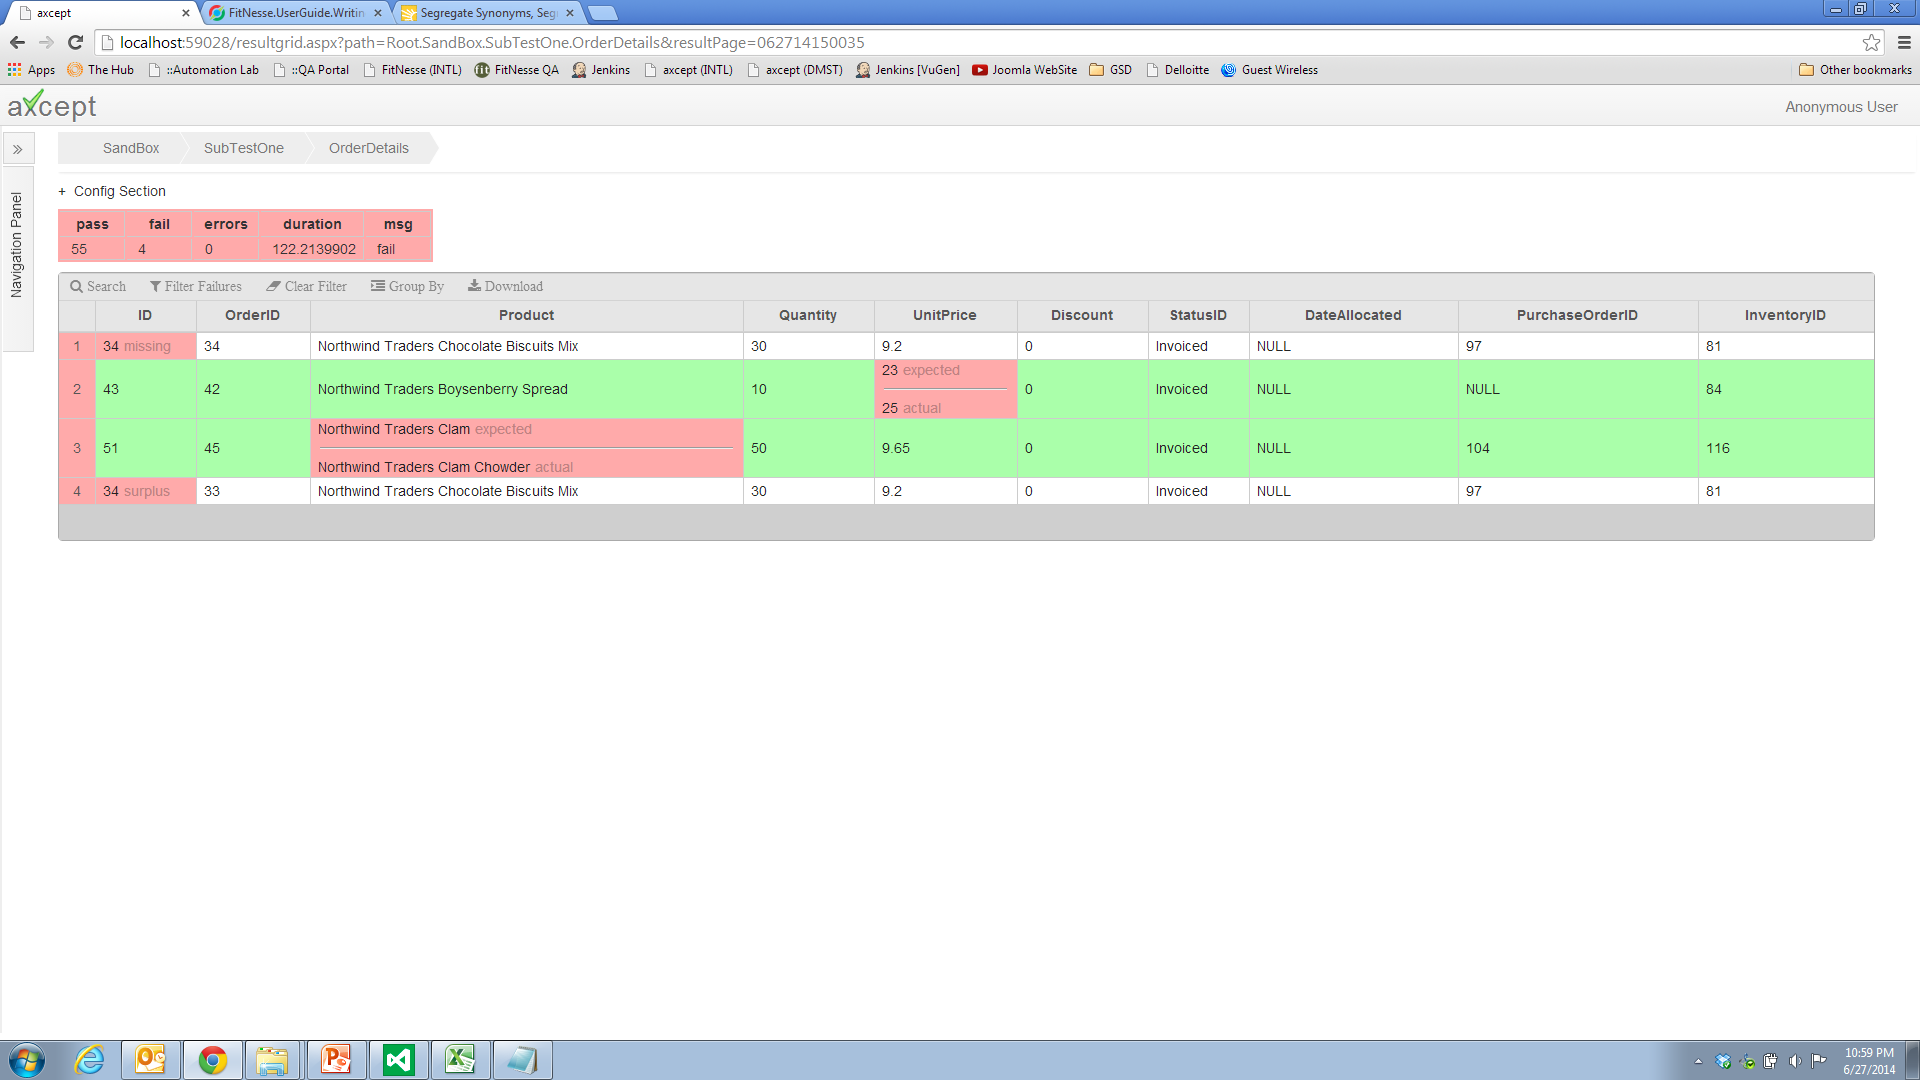 axcept
FitNesse.UserGuide.Writin
Segregate Synonyms, Seg
localhost:59028/resultgrid.aspx?path=Root.SandBox.SubTestOne.OrderDetails&resultPage=062714150035
Apps The Hub ::Automation Lab ::QA Portal FitNesse (INTL) FitNesse QA Jenkins axcept (INTL) axcept (DMST) Jenkins [VuGen] Joomla WebSite GSD Delloitte Guest Wireless Other bookmarks
axcept Anonymous User
» SandBox SubTestOne OrderDetails
Navigation Panel
+ Config Section
pass fail errors duration msg
55 4 0 122.2139902 fail
Search Filter Failures Clear Filter Group By Download
ID OrderID Product Quantity UnitPrice Discount StatusID DateAllocated PurchaseOrderID InventoryID
1 34 missing 34 Northwind Traders Chocolate Biscuits Mix 30 9.2 0 Invoiced NULL 97 81
23 expected
2 43 42 Northwind Traders Boysenberry Spread 10 0 Invoiced NULL NULL 84
25 actual
Northwind Traders Clam expected
3 51 45 50 9.65 0 Invoiced NULL 104 116
Northwind Traders Clam Chowder actual
4 34 surplus 33 Northwind Traders Chocolate Biscuits Mix 30 9.2 0 Invoiced NULL 97 81
10:59 PM
6/27/2014